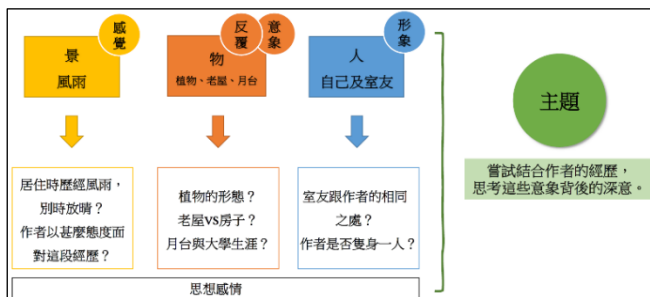 感
覺
反
覆
意
象
形
象
景
風雨
物
植物、老屋、月台
人
自己及室友
主題
嘗試結合作者的經歷，
思考這些意象背後的深意。
居住時歷經風雨，
別時放晴？
作者以甚麼態度面
對這段經歷？
植物的形態？
老屋VS房子？
月台與大學生涯？
室友跟作者的相同
之處？
作者是否隻身一人？
思想感情